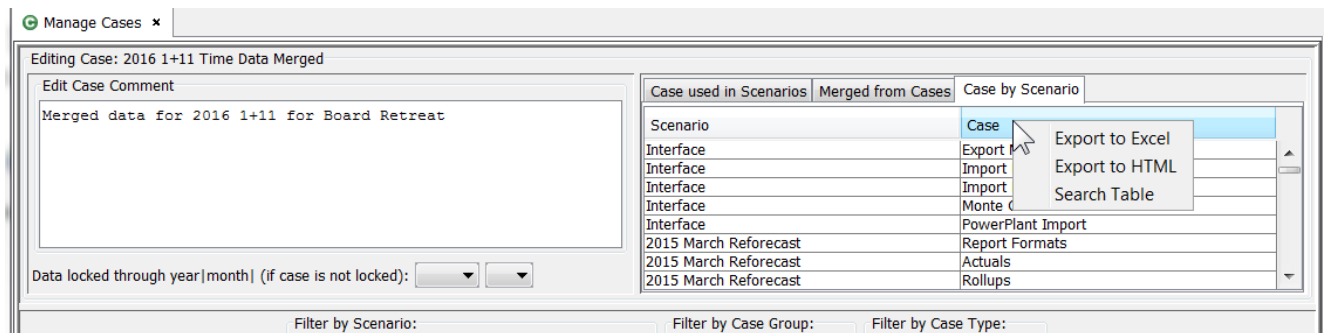 Manage Cases
Editing Case: 2016 1+11 Time Data Merged
Edit Case Comment
Merged data for 2016 1+11 for Board Retreat
Data locked through year|month| (if case is not locked):
Case used in Scenarios Merged from Cases Case by Scenario
Scenario Case
Interface Export
Interface Import
Interface Import
Interface Monte
Interface PowerPlant Import
2015 March Reforecast Report Formats
2015 March Reforecast Actuals
2015 March Reforecast Rollups
Export to Excel
Export to HTML
Search Table
Filter by Scenario: Filter by Case Group: Filter by Case Type: